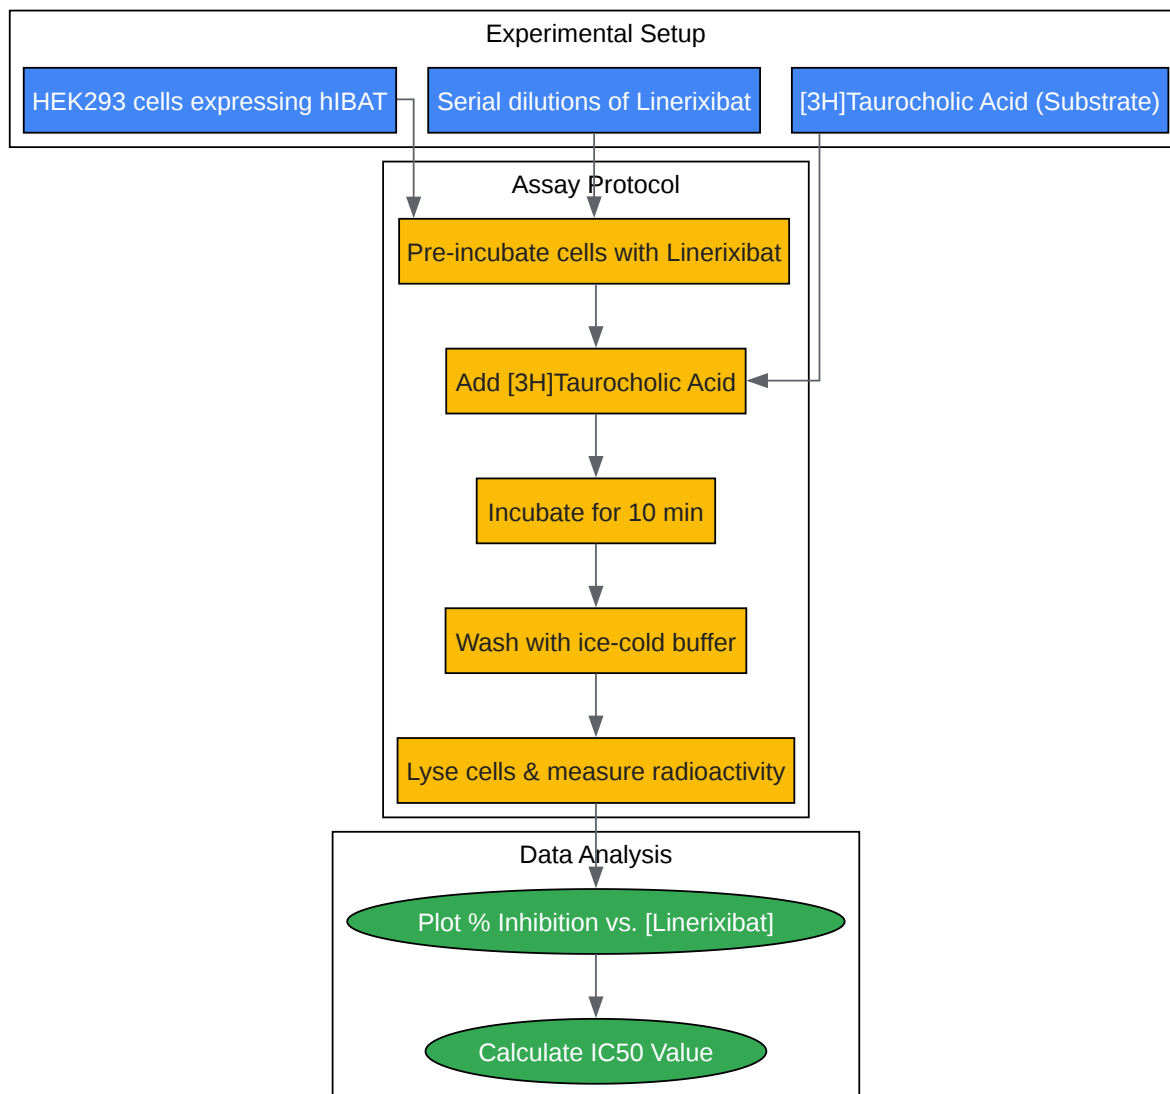 Experimental Setup
HEK293 cells expressing hIBAT
Serial dilutions of Linerixibat
[3H]Taurocholic Acid (Substrate)
Assay Protocol
Pre-incubate cells with Linerixibat
Add [3H]Taurocholic Acid
Incubate for 10 min
Wash with ice-cold buffer
Lyse cells & measure radioactivity
Data Analysis
Plot % Inhibition vs. [Linerixibat]
Calculate IC50 Value